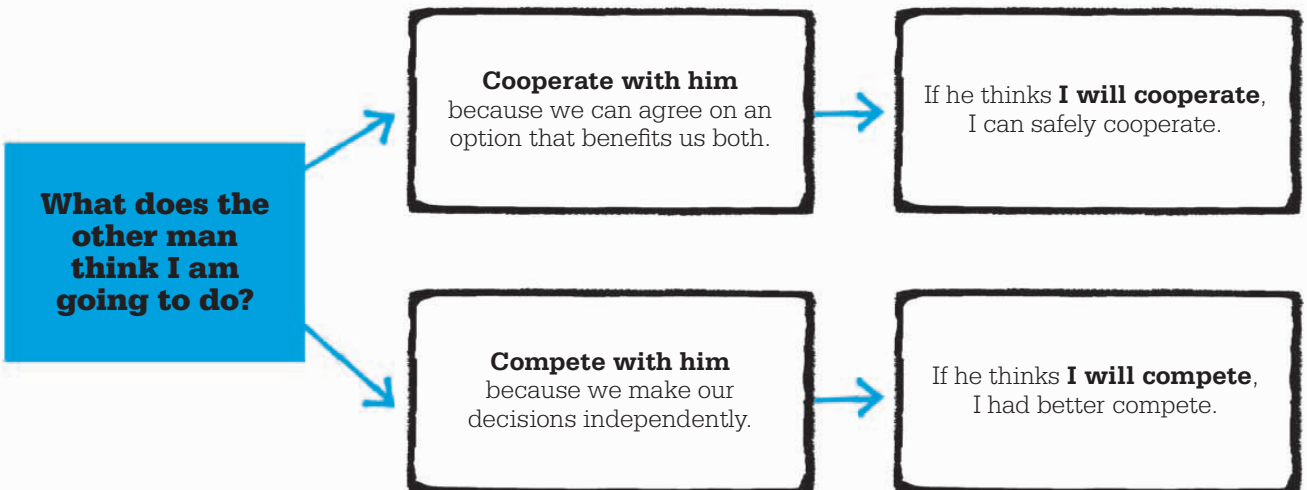 What does the
other man
think I am
going to do?
Cooperate with him
because we can agree on an
option that benefits us both.
If he thinks I will cooperate,
I can safely cooperate.
Compete with him
because we make our
decisions independently.
If he thinks I will compete,
I had better compete.